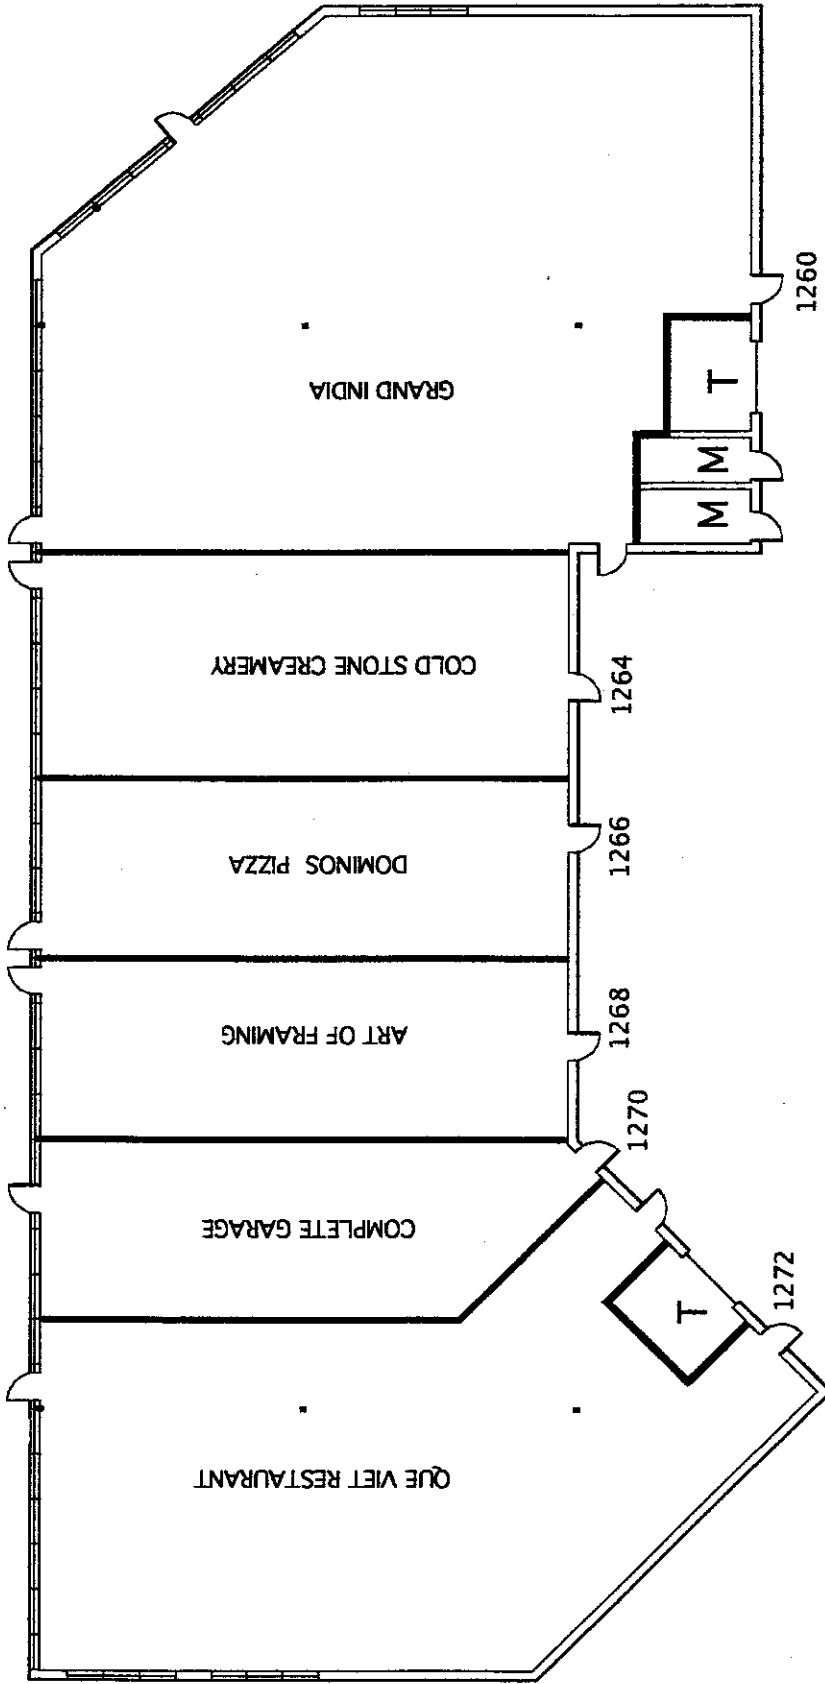 GRAND INDIA
T
M
M
1260
COLD STONE CREAMERY
1264
DOMINOS PIZZA
1266
ART OF FRAMING
1268
COMPLETE GARAGE
1270
QUE VIET RESTAURANT
T
1272